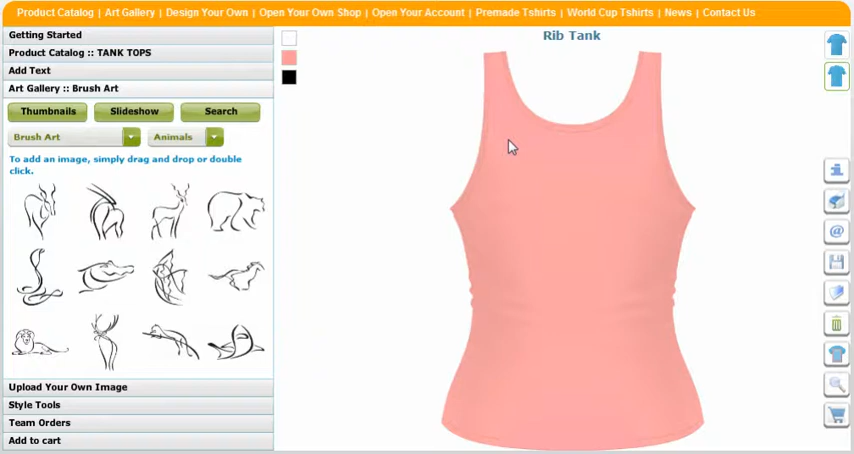 Product Catalog | Art Gallery | Design Your Own | Open Your Own Shop | Open Your Account | Premade Tshirts | World Cup Tshirts | News | Contact Us
Getting Started
Product Catalog :: TANK TOPS
Add Text
Art Gallery :: Brush Art
Thumbnails Slideshow Search
Brush Art Animals
To add an image, simply drag and drop or double
click.
Upload Your Own Image
Style Tools
Team Orders
Add to cart
Rib Tank
@